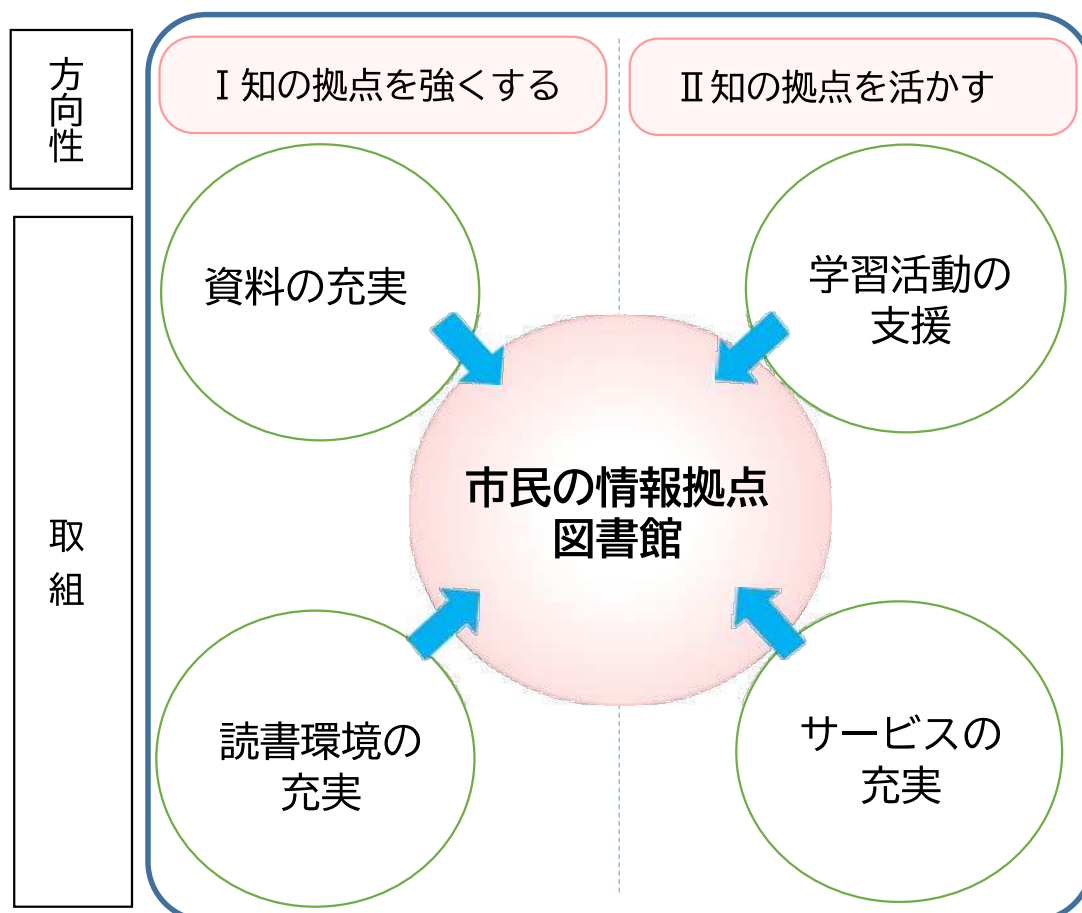 方向性
Ⅰ 知の拠点を強くする
Ⅱ知の拠点を活かす
取組
資料の充実
学習活動の
支援
市民の情報拠点
図書館
読書環境の
充実
サービスの
充実